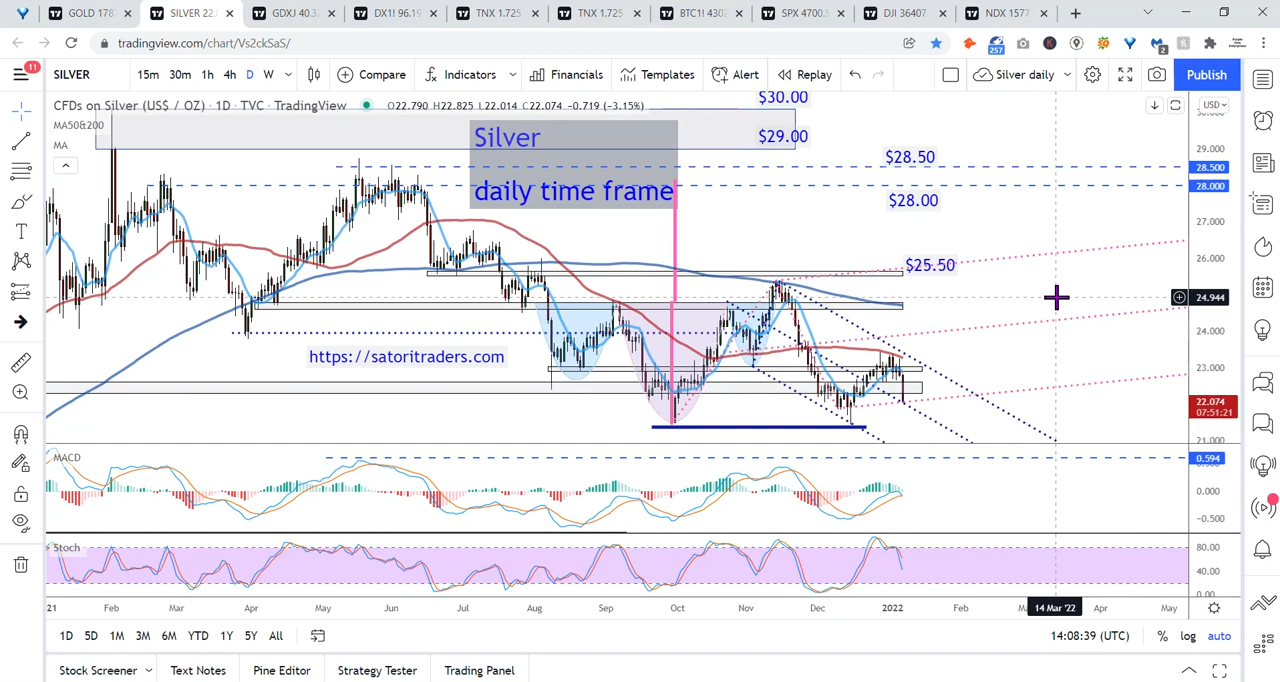 GOLD 178
SILVER 22.
GDXJ 40.3
DX1! 96.19
TNX 1.725
TNX 1.725
BTC1! 4302
SPX 4700.5
DJI 36407.
NDX 1577
tradingview.com/chart/Vs2ckSaS/
257
2
11
SILVER
15m 30m 1h 4h D W
Compare
Indicators
Financials
Templates
Alert
Replay
Silver daily
Publish
CFDs on Silver (US$ / OZ) · 1D · TVC · TradingView
O22.790 H22.825 L22.014 C22.074 −0.719 (−3.15%)
USD
MA50&200
MA
$30.00
$29.00
Silver
daily time frame
$28.50
$28.00
$25.50
https://satoritraders.com
30.000
29.000
28.500
28.000
27.000
26.000
24.944
24.000
23.000
22.074
07:51:21
21.000
MACD
0.594
0.000
−0.500
Stoch
80.00
40.00
0.00
21 Feb Mar Apr May Jun Jul Aug Sep Oct Nov Dec 2022 Feb 14 Mar '22 Apr May
1D 5D 1M 3M 6M YTD 1Y 5Y All
14:08:39 (UTC)
% log auto
Stock Screener
Text Notes
Pine Editor
Strategy Tester
Trading Panel